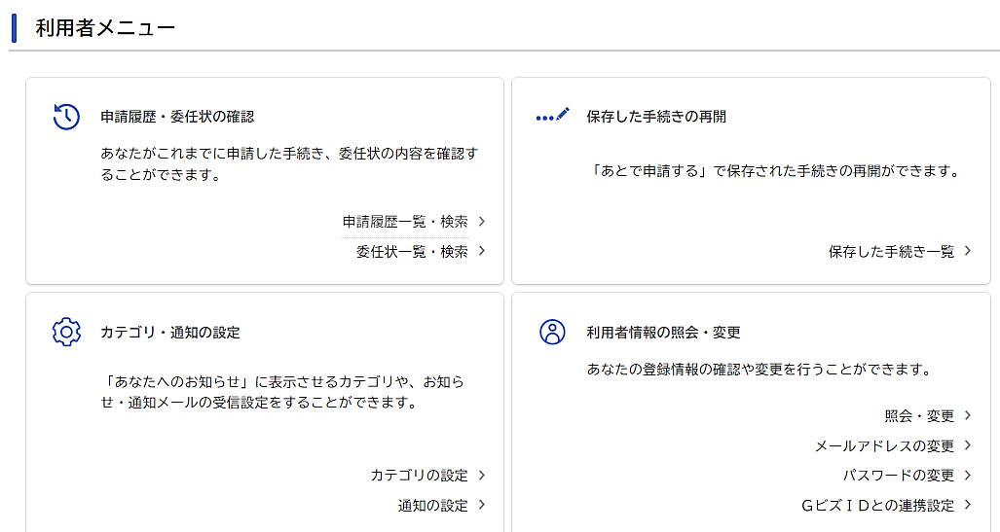 利用者メニュー
申請履歴・委任状の確認
あなたがこれまでに申請した手続き、委任状の内容を確認す
ることができます。
申請履歴一覧・検索
委任状一覧・検索
保存した手続きの再開
「あとで申請する」で保存された手続きの再開ができます。
保存した手続き一覧
カテゴリ・通知の設定
「あなたへのお知らせ」に表示させるカテゴリや、お知ら
せ・通知メールの受信設定をすることができます。
カテゴリの設定
通知の設定
利用者情報の照会・変更
あなたの登録情報の確認や変更を行うことができます。
照会・変更
メールアドレスの変更
パスワードの変更
GビズIDとの連携設定